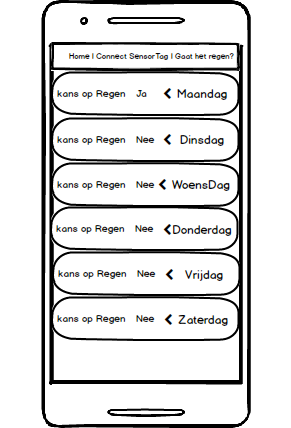 Home | Connect SensorTag | Gaat het regen?
kans op Regen Ja Maandag
kans op Regen Nee Dinsdag
kans op Regen Nee WoensDag
kans op Regen Nee Donderdag
kans op Regen Nee Vrijdag
kans op Regen Nee Zaterdag